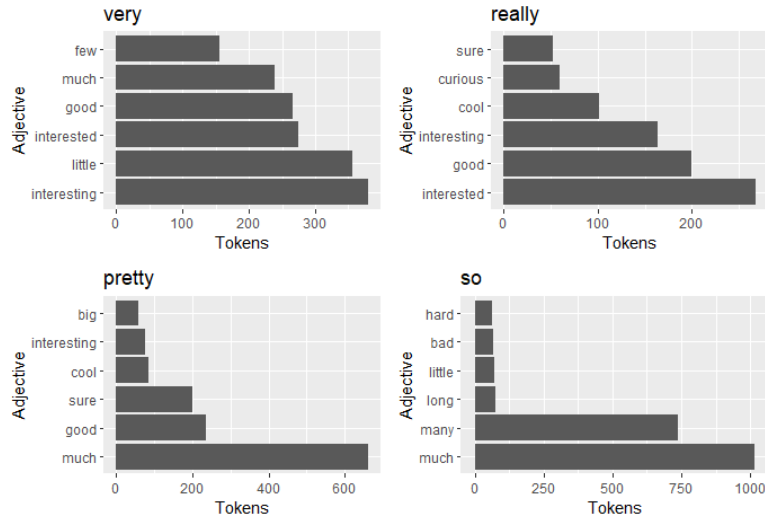 very
few
much
good
interested
little
interesting
Adjective
0 100 200 300
Tokens
really
sure
curious
cool
interesting
good
interested
Adjective
0 100 200
Tokens
pretty
big
interesting
cool
sure
good
much
Adjective
0 200 400 600
Tokens
so
hard
bad
little
long
many
much
Adjective
0 250 500 750 1000
Tokens